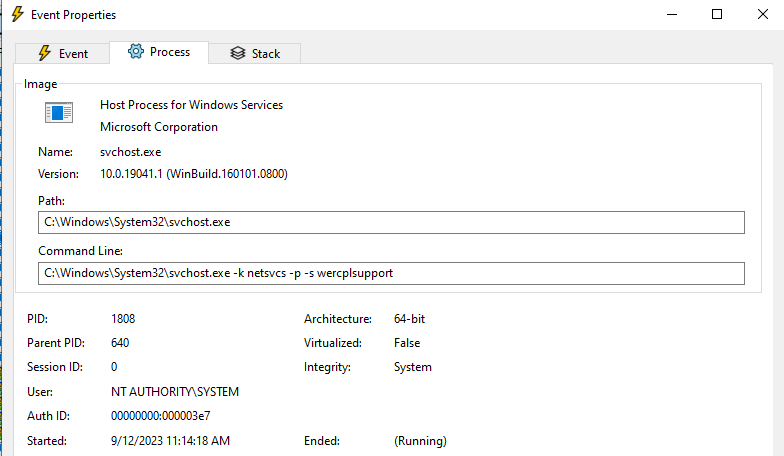 Event Properties
Event Process Stack
Image
Host Process for Windows Services
Microsoft Corporation
Name: svchost.exe
Version: 10.0.19041.1 (WinBuild.160101.0800)
Path:
C:\Windows\System32\svchost.exe
Command Line:
C:\Windows\System32\svchost.exe -k netsvcs -p -s wercplsupport
PID: 1808 Architecture: 64-bit
Parent PID: 640 Virtualized: False
Session ID: 0 Integrity: System
User: NT AUTHORITY\SYSTEM
Auth ID: 00000000:000003e7
Started: 9/12/2023 11:14:18 AM Ended: (Running)